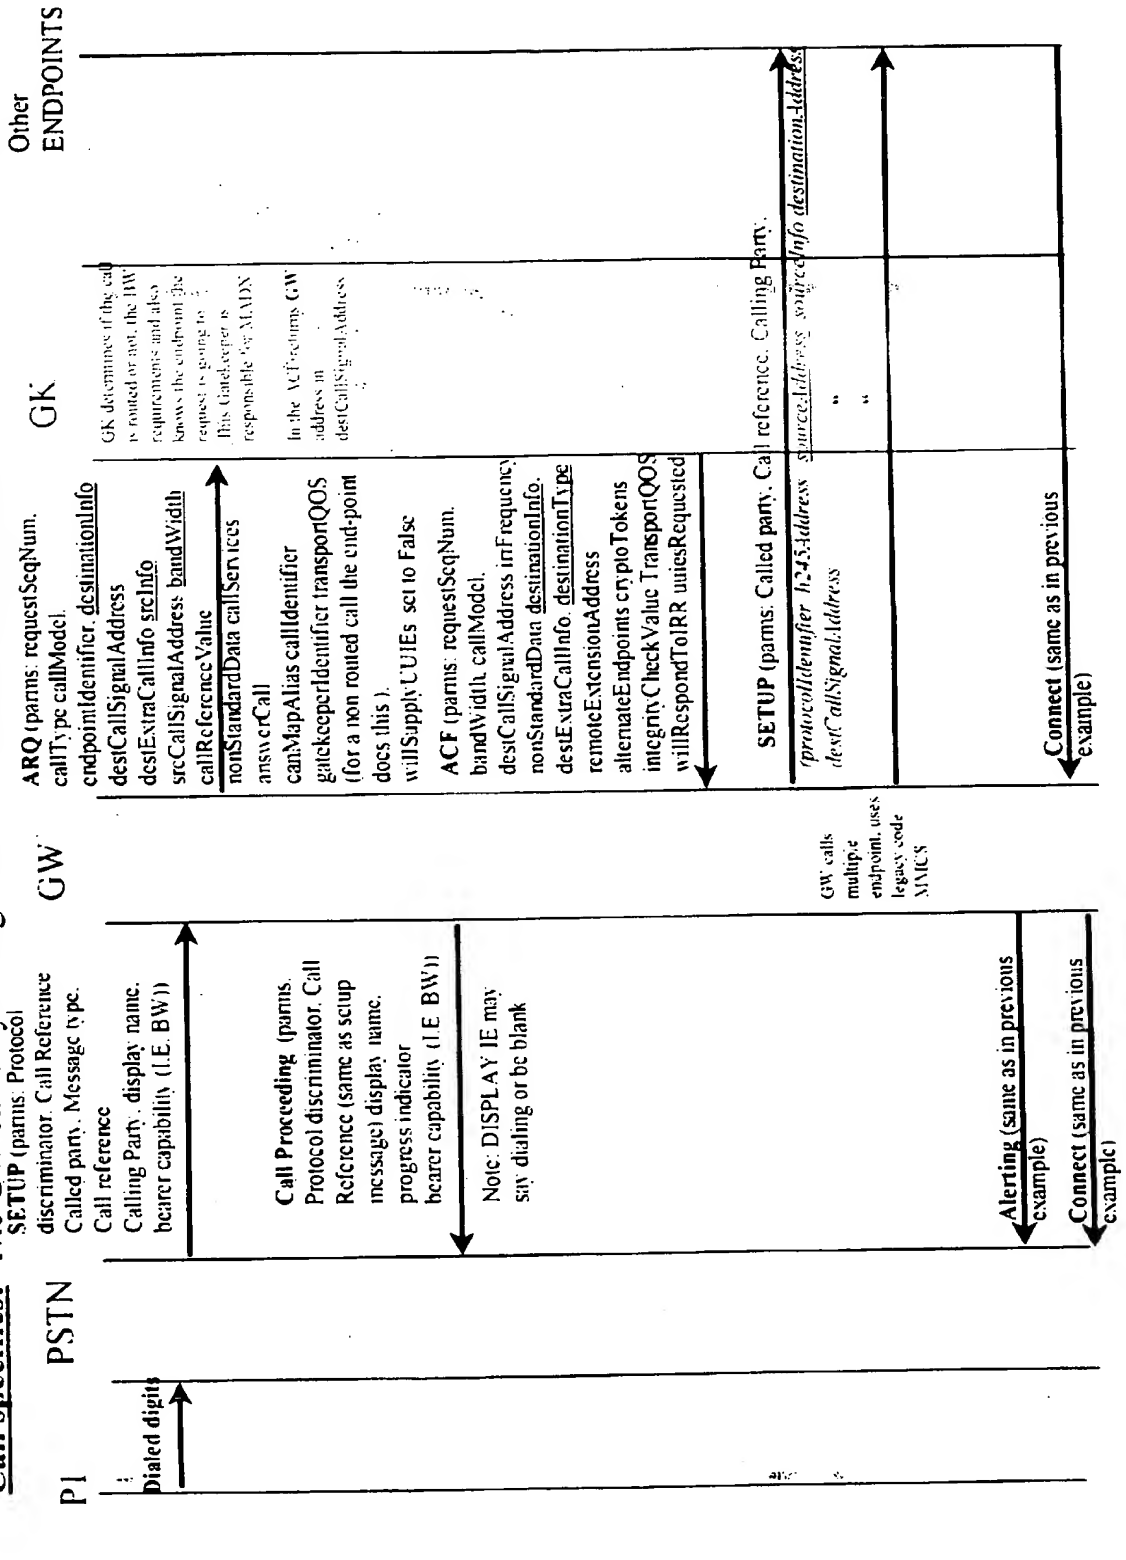 P1
PSTN
GW
GK
Other
ENDPOINTS
Dialed digits
SETUP (parms: Protocol
discriminator. Call Reference
Called party. Message type.
Call reference
Calling Party. display name.
bearer capability (I.E. BW))
Call Proceeding (parms.
Protocol discriminator. Call
Reference (same as setup
message) display name.
progress indicator
bearer capability (I.E BW))
Note: DISPLAY IE may
say dialing or be blank
Alerting (same as in previous
example)
Connect (same as in previous
example)
ARQ (parms: requestSeqNum.
callType callModel.
endpointIdentifier. destinationInfo
destCallSignalAddress
destExtraCallInfo srcInfo
srcCallSignalAddress bandWidth
callReferenceValue
nonStandardData callServices
answerCall
canMapAlias callIdentifier
gatekeeperIdentifier transportQOS
(for a non routed call the end-point
does this ).
willSupplyUUIEs set to False
ACF (parms: requestSeqNum.
bandWidth. callModel.
destCallSignalAddress irrFrequency
nonStandardData destinationInfo.
destExtraCallInfo. destinationType
remoteExtensionAddress
alternateEndpoints cryptoTokens
integrityCheckValue TransportQOS
willRespondToIRR uuiesRequested
GK determines if the call
is routed or not, the BW
requirements and also
knows the endpoint the
request is going to
This Gatekeeper is
responsible for MADN
In the ACF returns GW
address in
destCallSignalAddress
SETUP (parms: Called party. Call reference. Calling Party.
(protocolIdentifier h245Address sourceAddress sourceInfo destinationAddress
destCallSignalAddress
“
“
GW calls
multiple
endpoint. uses
legacy code
MMCS
Connect (same as in previous
example)